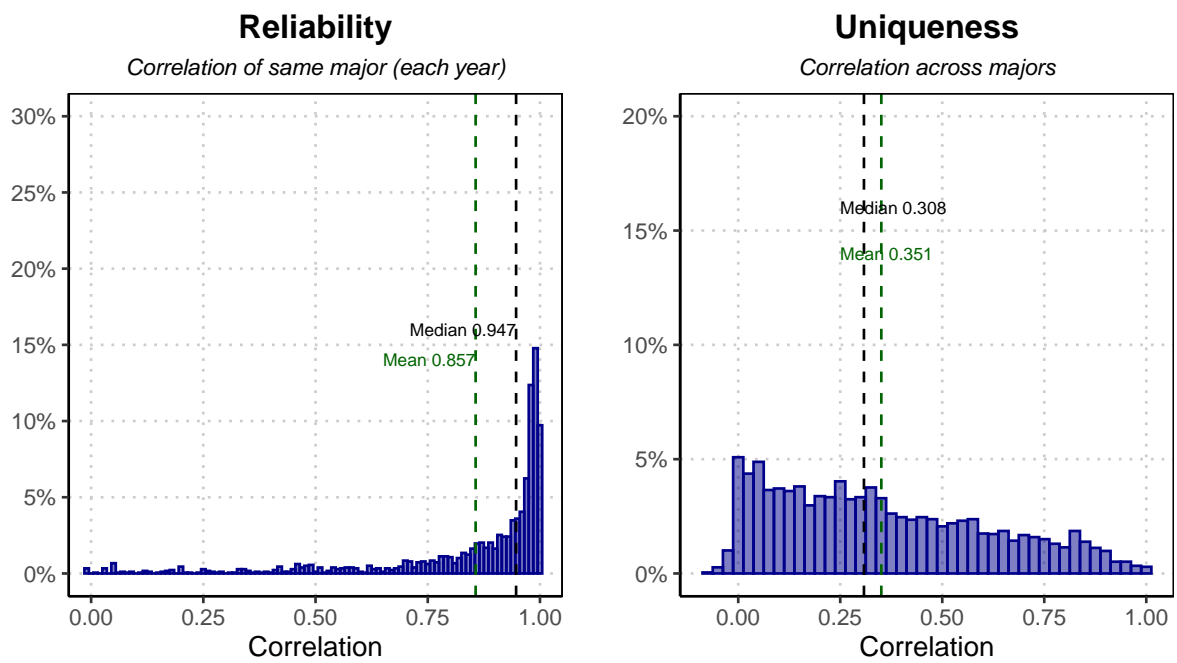 Reliability
Correlation of same major (each year)
30%
25%
20%
15%
10%
5%
0%
Median 0.947
Mean 0.857
0.00 0.25 0.50 0.75 1.00
Correlation
Uniqueness
Correlation across majors
20%
15%
10%
5%
0%
Median 0.308
Mean 0.351
0.00 0.25 0.50 0.75 1.00
Correlation